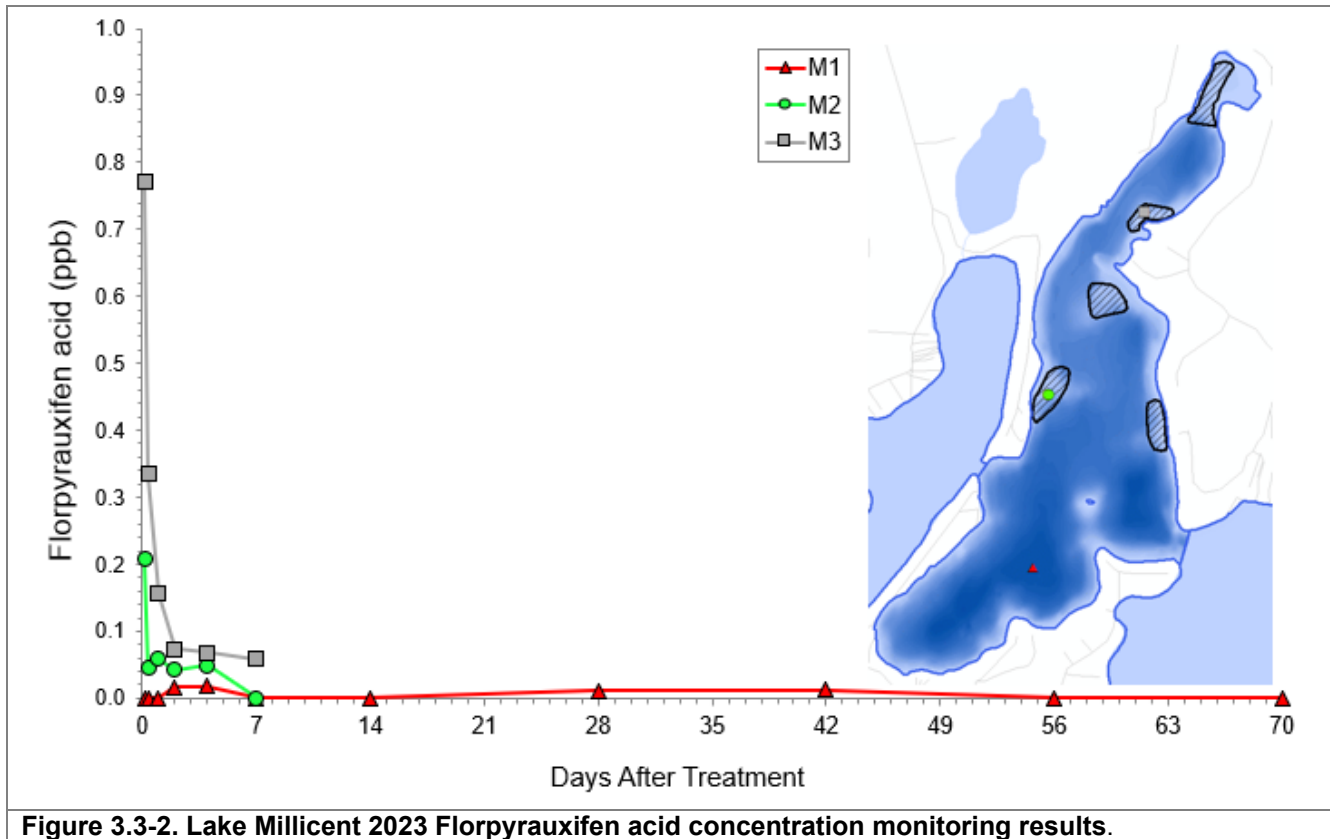 1.0
0.9
0.8
0.7
0.6
0.5
0.4
0.3
0.2
0.1
0.0
Florpyrauxifen acid (ppb)
M1
M2
M3
0 7 14 21 28 35 42 49 56 63 70
Days After Treatment
Figure 3.3-2. Lake Millicent 2023 Florpyrauxifen acid concentration monitoring results.